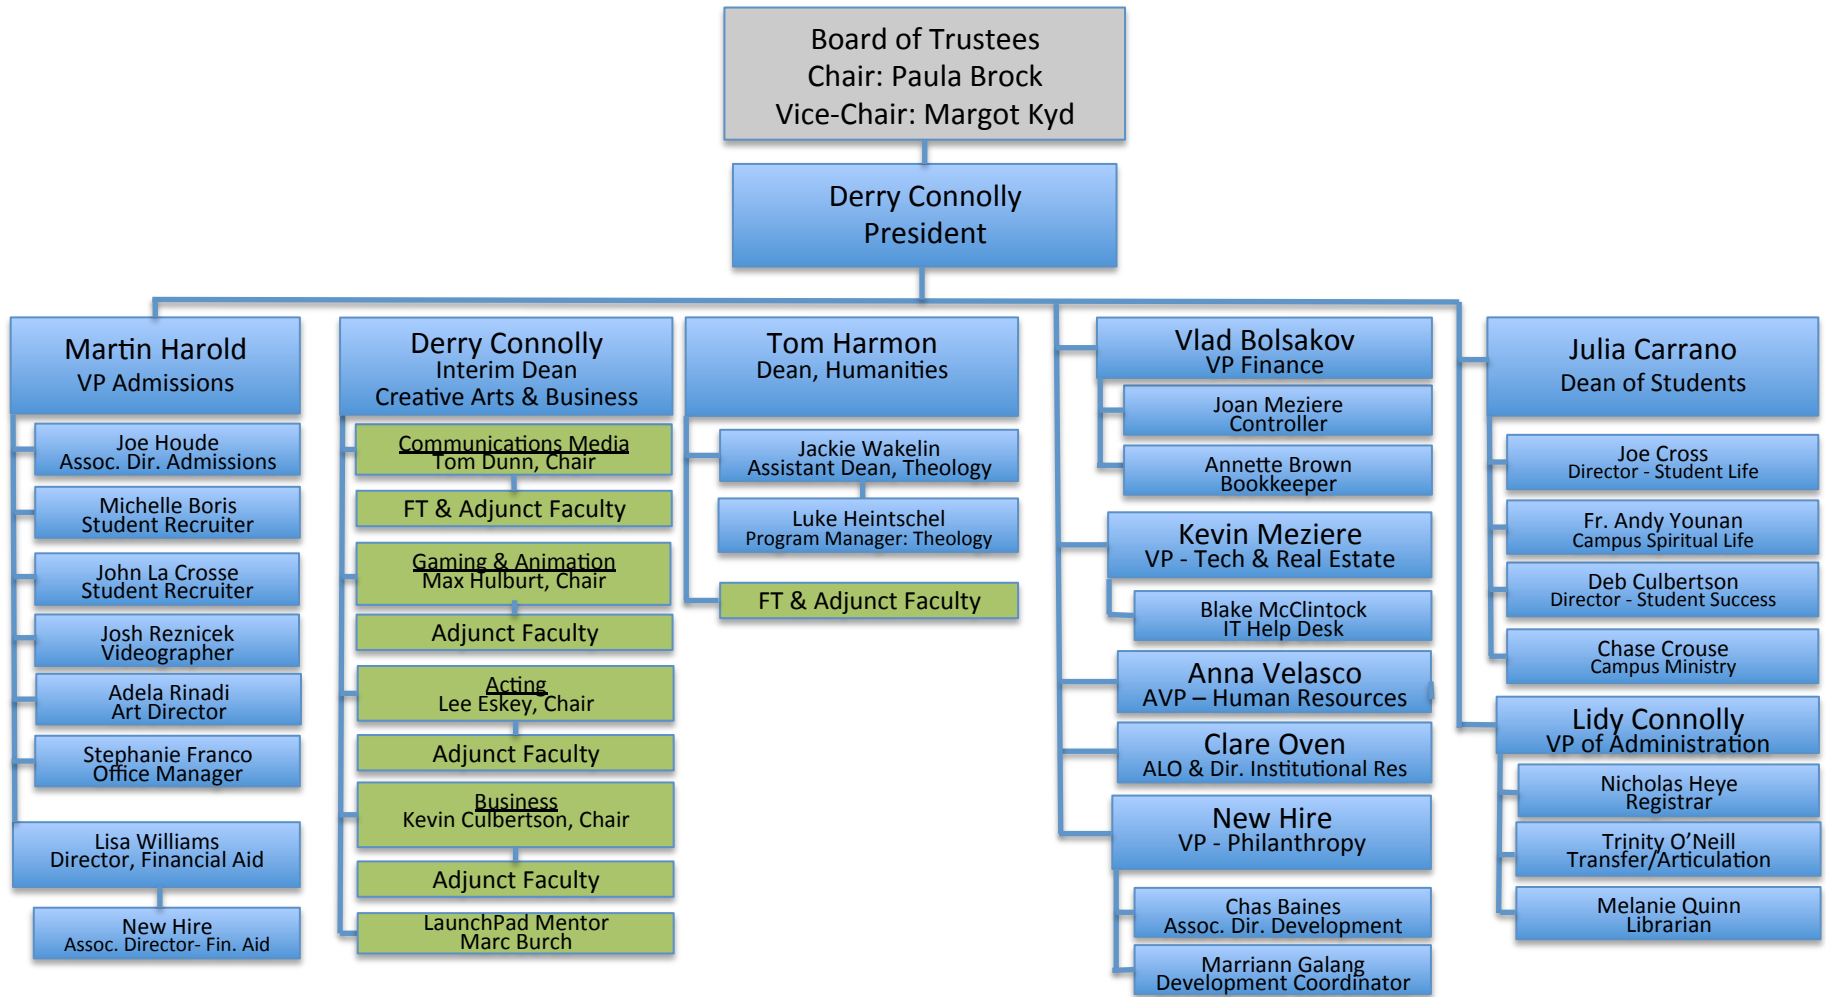 Board of Trustees
Chair: Paula Brock
Vice-Chair: Margot Kyd
Derry Connolly
President
Martin Harold
VP Admissions
Joe Houde
Assoc. Dir. Admissions
Michelle Boris
Student Recruiter
John La Crosse
Student Recruiter
Josh Reznicek
Videographer
Adela Rinadi
Art Director
Stephanie Franco
Office Manager
Lisa Williams
Director, Financial Aid
New Hire
Assoc. Director- Fin. Aid
Derry Connolly
Interim Dean
Creative Arts & Business
Communications Media
Tom Dunn, Chair
FT & Adjunct Faculty
Gaming & Animation
Max Hulburt, Chair
Adjunct Faculty
Acting
Lee Eskey, Chair
Adjunct Faculty
Business
Kevin Culbertson, Chair
Adjunct Faculty
LaunchPad Mentor
Marc Burch
Tom Harmon
Dean, Humanities
Jackie Wakelin
Assistant Dean, Theology
Luke Heintschel
Program Manager: Theology
FT & Adjunct Faculty
Vlad Bolsakov
VP Finance
Joan Meziere
Controller
Annette Brown
Bookkeeper
Kevin Meziere
VP - Tech & Real Estate
Blake McClintock
IT Help Desk
Anna Velasco
AVP – Human Resources
Clare Oven
ALO & Dir. Institutional Res
New Hire
VP - Philanthropy
Chas Baines
Assoc. Dir. Development
Marriann Galang
Development Coordinator
Julia Carrano
Dean of Students
Joe Cross
Director - Student Life
Fr. Andy Younan
Campus Spiritual Life
Deb Culbertson
Director - Student Success
Chase Crouse
Campus Ministry
Lidy Connolly
VP of Administration
Nicholas Heye
Registrar
Trinity O’Neill
Transfer/Articulation
Melanie Quinn
Librarian